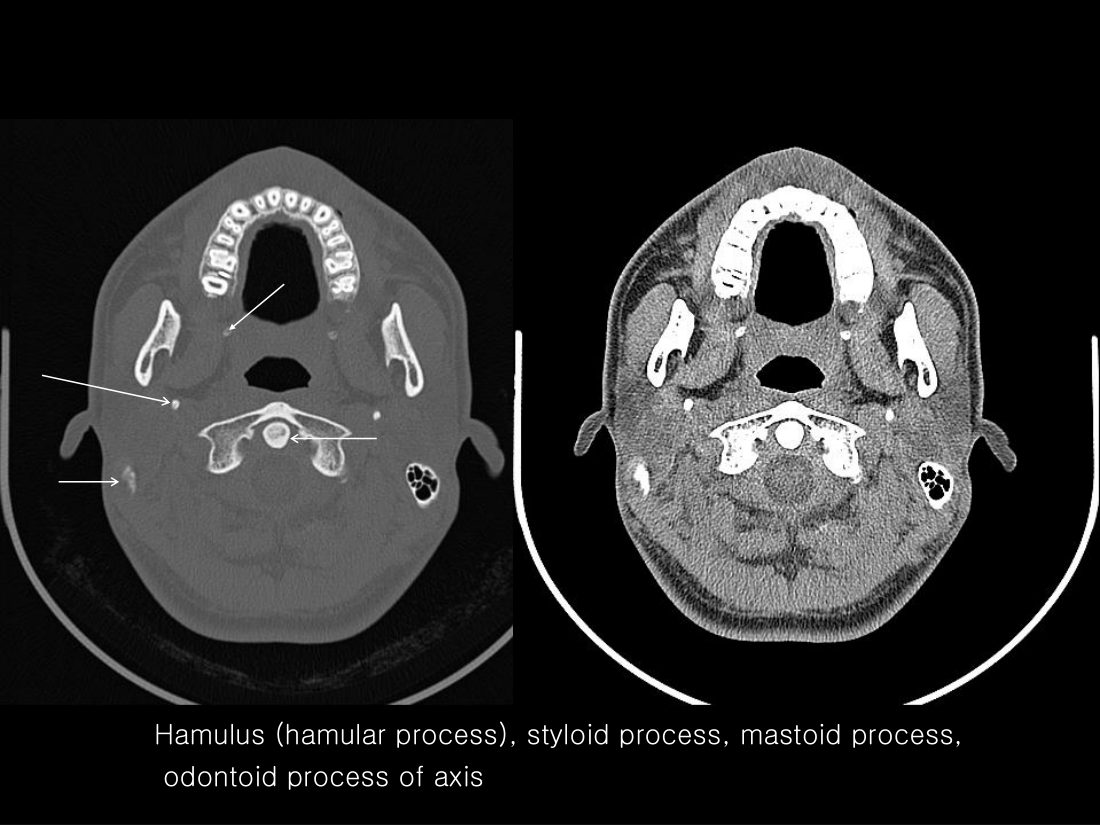 Hamulus (hamular process), styloid process, mastoid process,
odontoid process of axis